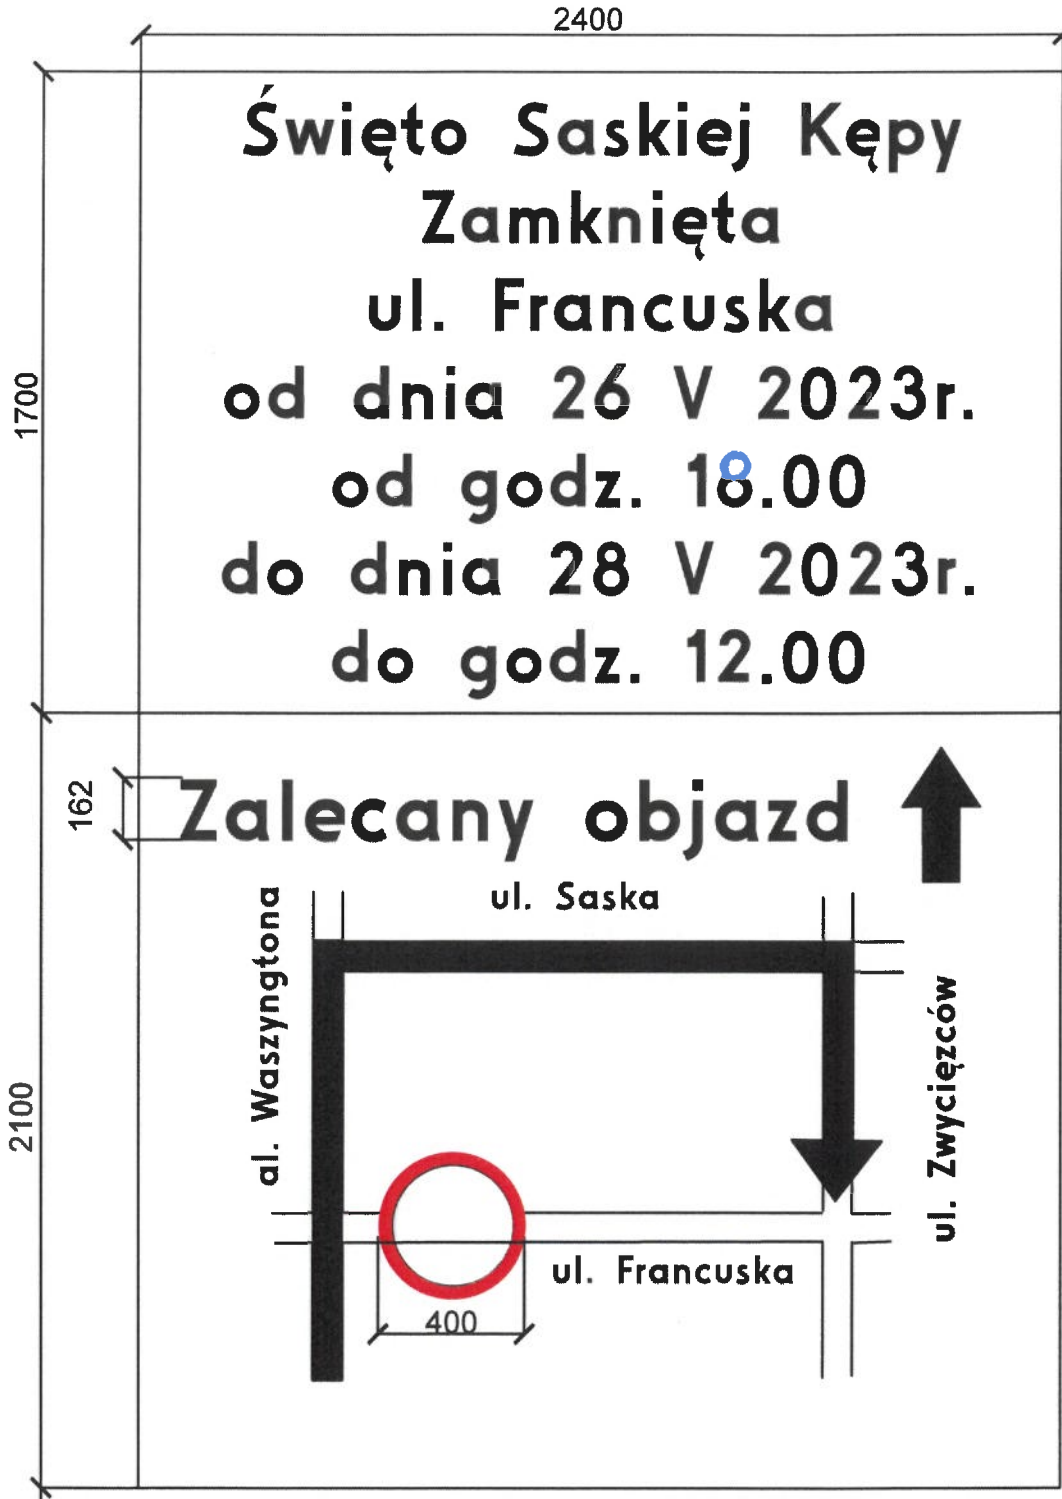 2400
Święto Saskiej Kępy
Zamknięta
ul. Francuska
1700
od dnia 26 V 2023r.
od godz. 18.00
do dnia 28 V 2023r.
do godz. 12.00
162
Zalecany objazd
ul. Saska
al. Waszyngtona
ul. Zwycięzców
2100
ul. Francuska
400